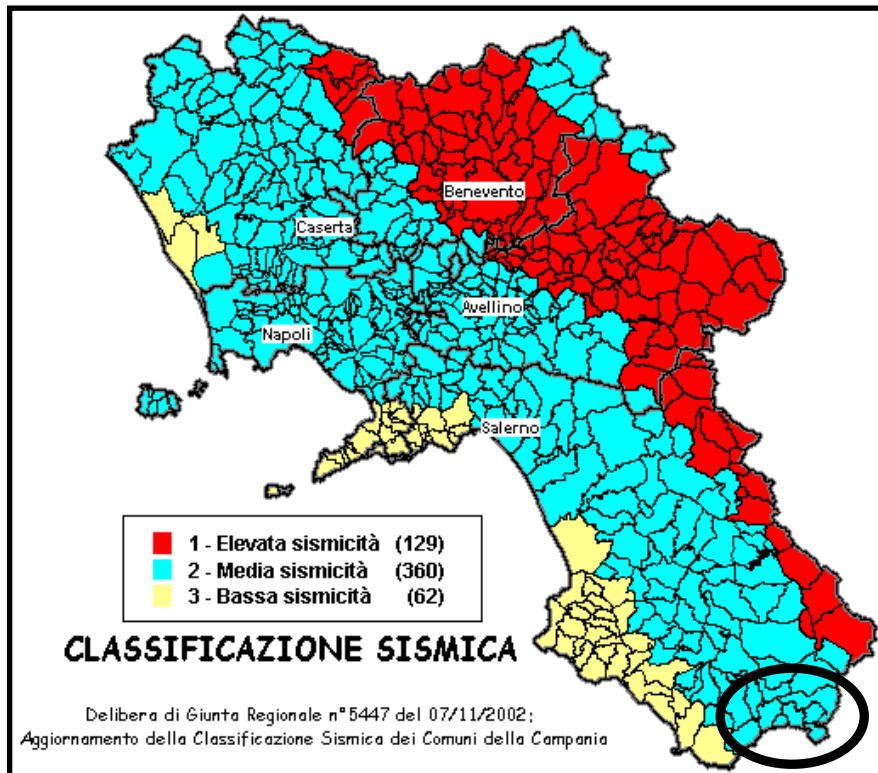 Benevento
Caserta
Avellino
Napoli
Salerno
1 - Elevata sismicità (129)
2 - Media sismicità (360)
3 - Bassa sismicità (62)
CLASSIFICAZIONE SISMICA
Delibera di Giunta Regionale n°5447 del 07/11/2002;
Aggiornamento della Classificazione Sismica dei Comuni della Campania